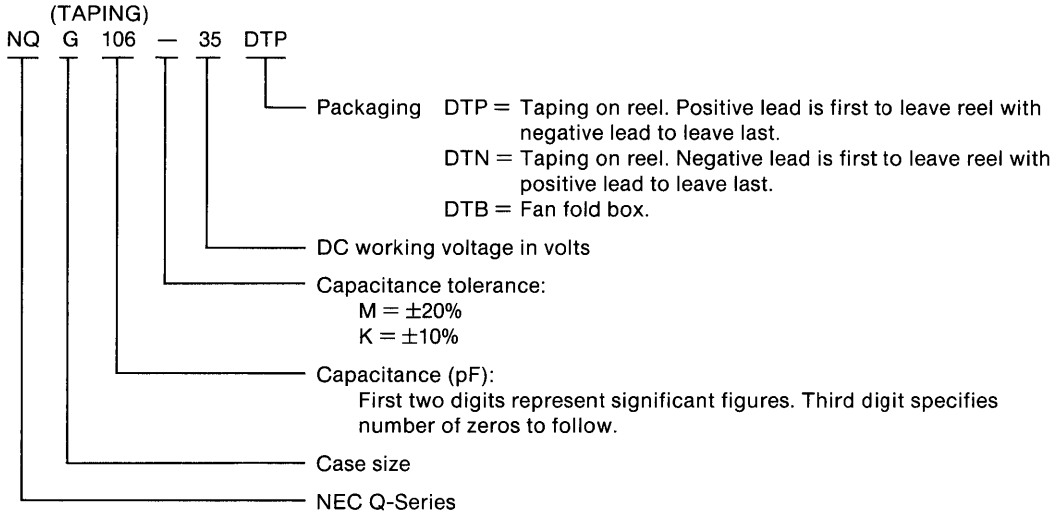 (TAPING)
NQ G 106 — 35 DTP
Packaging DTP = Taping on reel. Positive lead is first to leave reel with
negative lead to leave last.
DTN = Taping on reel. Negative lead is first to leave reel with
positive lead to leave last.
DTB = Fan fold box.
DC working voltage in volts
Capacitance tolerance:
M = ±20%
K = ±10%
Capacitance (pF):
First two digits represent significant figures. Third digit specifies
number of zeros to follow.
Case size
NEC Q-Series